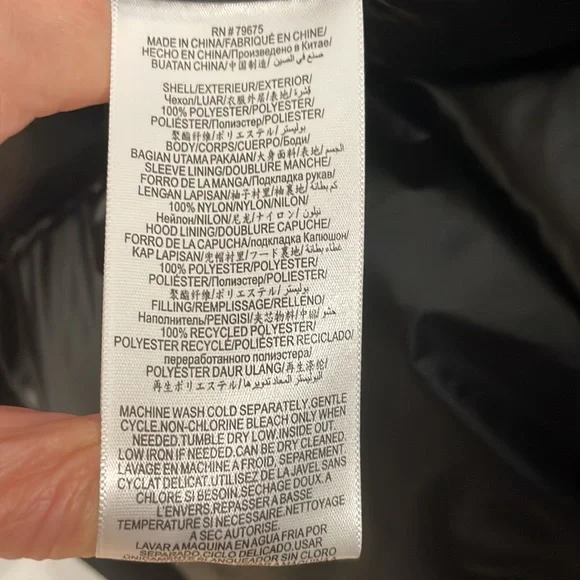 RN # 79675
MADE IN CHINA/FABRIQUÉ EN CHINE/
HECHO EN CHINA/Произведено в Китае/
BUATAN CHINA/中国制造/ صنع في الصين
SHELL/EXTERIEUR/EXTERIOR/
Чехол/LUAR/衣服外层/表地/قشرة
100% POLYESTER/POLYESTER/
POLIÉSTER/Полиэстер/POLIESTER/
聚酯纤维/ポリエステル/بوليستر
BODY/CORPS/CUERPO/Боди/
BAGIAN UTAMA PAKAIAN/大身面料/表地/الجسم
SLEEVE LINING/DOUBLURE MANCHE/
FORRO DE LA MANGA/Подкладка рукав/
LENGAN LAPISAN/袖子衬里/袖裏地/كم بطانة
100% NYLON/NYLON/NILON/
Нейлон/NILON/尼龙/ナイロン/نيلون
HOOD LINING/DOUBLURE CAPUCHE/
FORRO DE LA CAPUCHA/подкладка Капюшон/
KAP LAPISAN/兜帽衬里/フード裏地/غطاء بطانة
100% POLYESTER/POLYESTER/
POLIÉSTER/Полиэстер/POLIESTER/
聚酯纤维/ポリエステル/بوليستر
FILLING/REMPLISSAGE/RELLENO/
Наполнитель/PENGISI/夹芯物料/中綿/حشو
100% RECYCLED POLYESTER/
POLYESTER RECYCLÉ/POLIÉSTER RECICLADO/
переработанного полиэстера/
POLYESTER DAUR ULANG/再生涤纶/
再生ポリエステル/البوليستر المعاد تدويرها
MACHINE WASH COLD SEPARATELY.GENTLE
CYCLE.NON-CHLORINE BLEACH ONLY WHEN
NEEDED.TUMBLE DRY LOW.INSIDE OUT.
LOW IRON IF NEEDED.CAN BE DRY CLEANED.
LAVAGE EN MACHINE A FROID, SEPAREMENT.
CYCLAT DELICAT.UTILISEZ DE LA JAVEL SANS
CHLORE SI BESOIN.SECHAGE DOUX. A
L'ENVERS.REPASSER A BASSE
TEMPERATURE SI NECESSAIRE.NETTOYAGE
A SEC AUTORISE.
LAVAR A MAQUINA EN AGUA FRIA POR
SEPARADO.CICLO DELICADO.USAR
ÚNICAMENTE SI BLANQUEADOR SIN CLORO